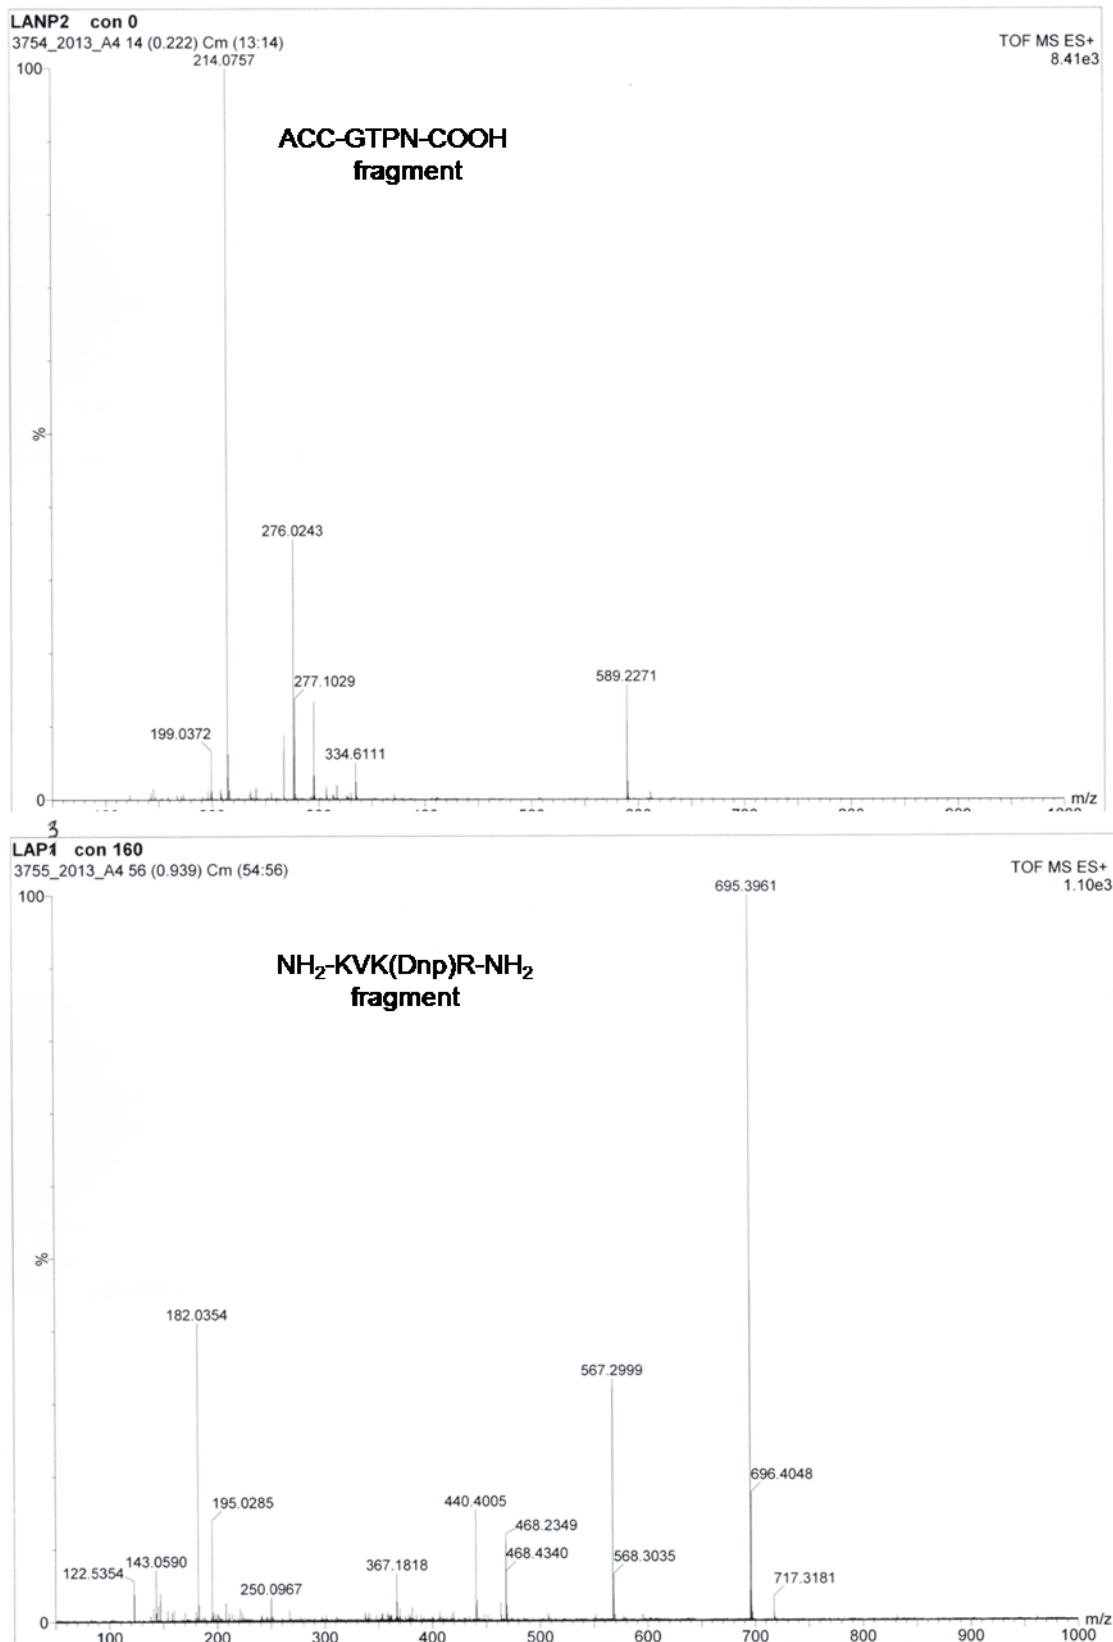 LANP2 con 0
3754_2013_A4 14 (0.222) Cm (13:14)
TOF MS ES+
8.41e3
214.0757
100
ACC-GTPN-COOH
fragment
%
276.0243
277.1029
589.2271
199.0372
334.6111
0
m/z
3
LAP1 con 160
3755_2013_A4 56 (0.939) Cm (54:56)
TOF MS ES+
1.10e3
695.3961
100
NH₂-KVK(Dnp)R-NH₂
fragment
%
182.0354
567.2999
696.4048
195.0285
440.4005
468.2349
468.4340
568.3035
122.5354
143.0590
367.1818
250.0967
717.3181
0
100 200 300 400 500 600 700 800 900 1000
m/z